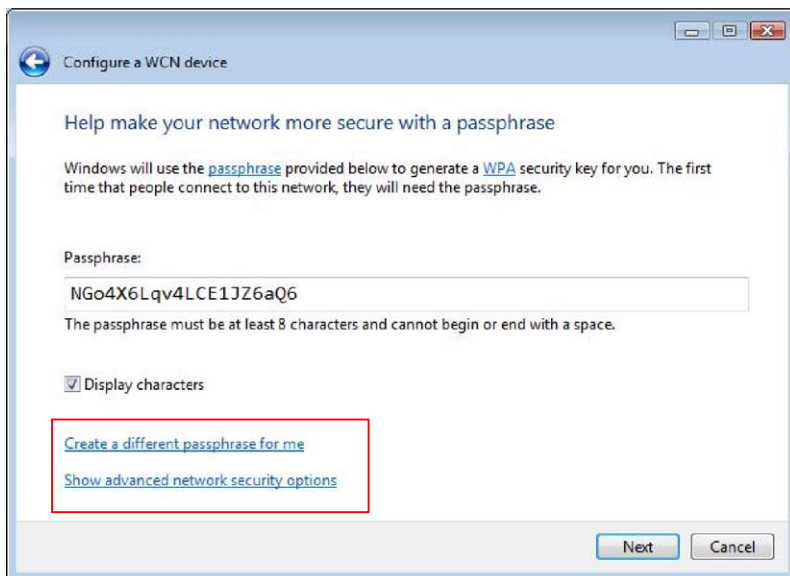 Configure a WCN device
Help make your network more secure with a passphrase
Windows will use the passphrase provided below to generate a WPA security key for you. The first
time that people connect to this network, they will need the passphrase.
Passphrase:
NGo4X6Lqv4LCE1JZ6aQ6
The passphrase must be at least 8 characters and cannot begin or end with a space.
Display characters
Create a different passphrase for me
Show advanced network security options
Next Cancel